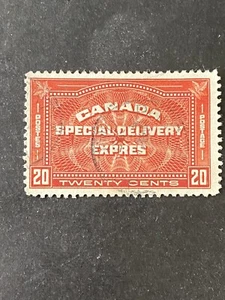 CANADA
POSTES
SPECIAL DELIVERY
POSTAGE
EXPRES
20 20
TWENTY CENTS